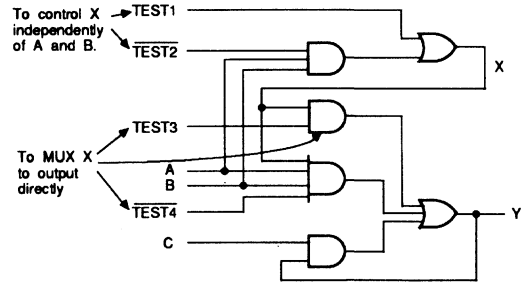 To control X
independently
of A and B.
TEST1
TEST2
X
TEST3
To MUX X
to output
directly
A
B
TEST4
C
Y